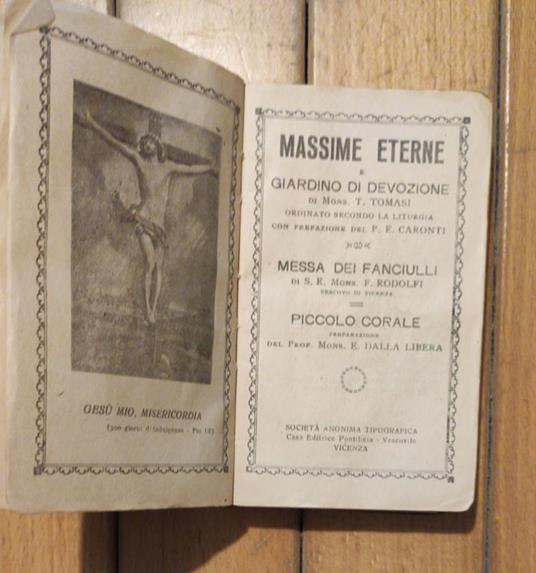 GESÙ MIO, MISERICORDIA
(300 giorni d'Indulgenza - Pio IX)
MASSIME ETERNE
E
GIARDINO DI DEVOZIONE
DI MONS. T. TOMASI
ORDINATO SECONDO LA LITURGIA
CON PREFAZIONE DEL P. E. CARONTI
MESSA DEI FANCIULLI
DI S. E. MONS. F. RODOLFI
VESCOVO DI VICENZA
PICCOLO CORALE
PREPARAZIONE
DEL PROF. MONS. E. DALLA LIBERA
SOCIETÀ ANONIMA TIPOGRAFICA
Casa Editrice Pontificia - Vescovile
VICENZA